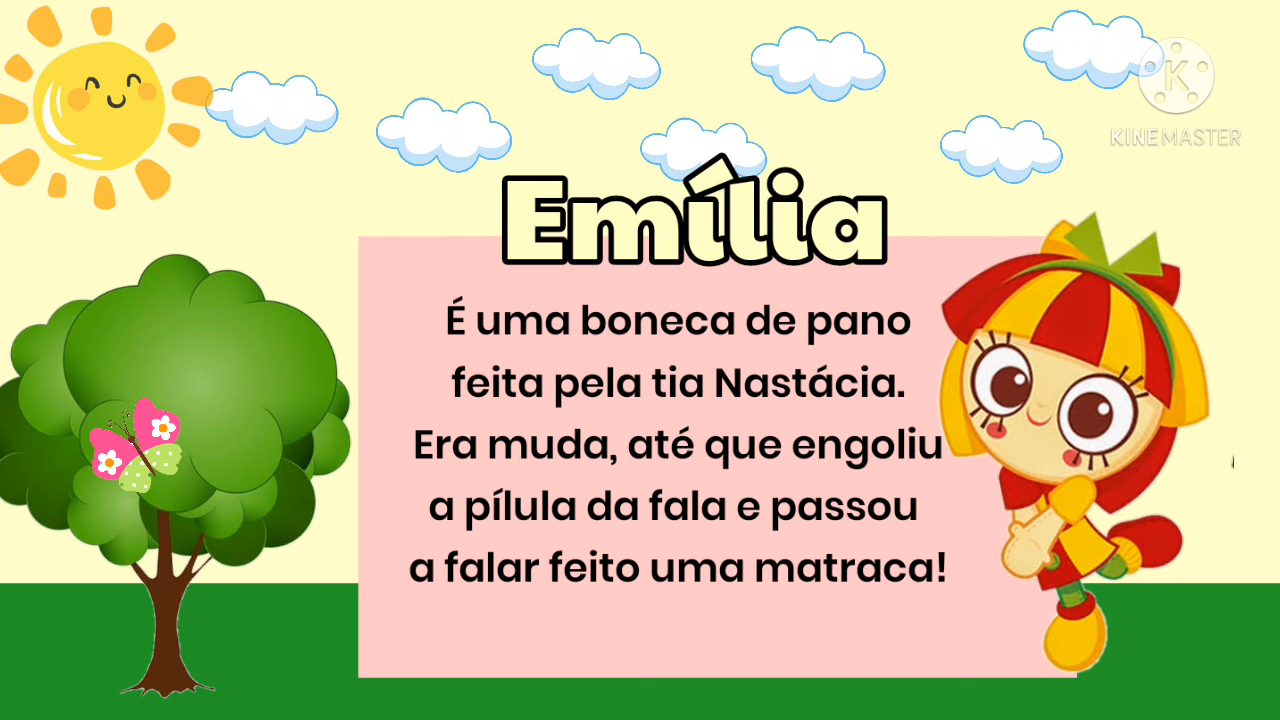 K
KINEMASTER
Emília
É uma boneca de pano
feita pela tia Nastácia.
Era muda, até que engoliu
a pílula da fala e passou
a falar feito uma matraca!